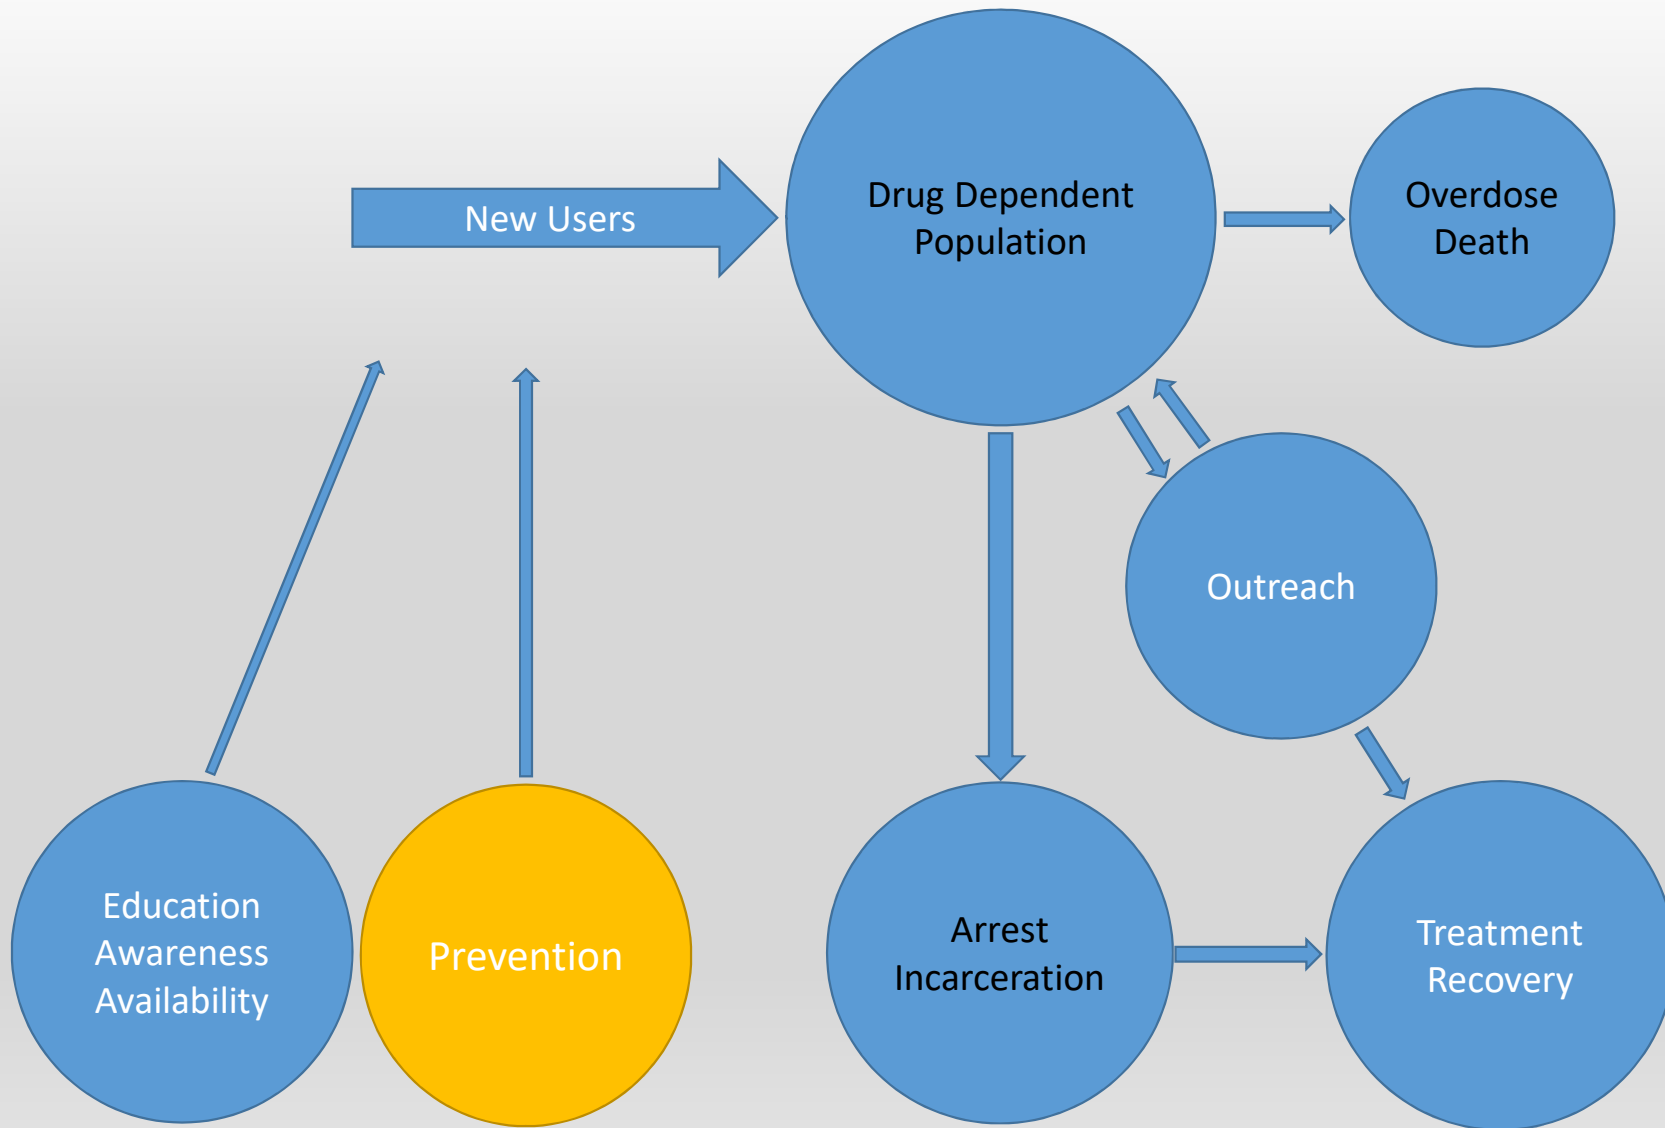 New Users
Drug Dependent
Population
Overdose
Death
Outreach
Education
Awareness
Availability
Prevention
Arrest
Incarceration
Treatment
Recovery